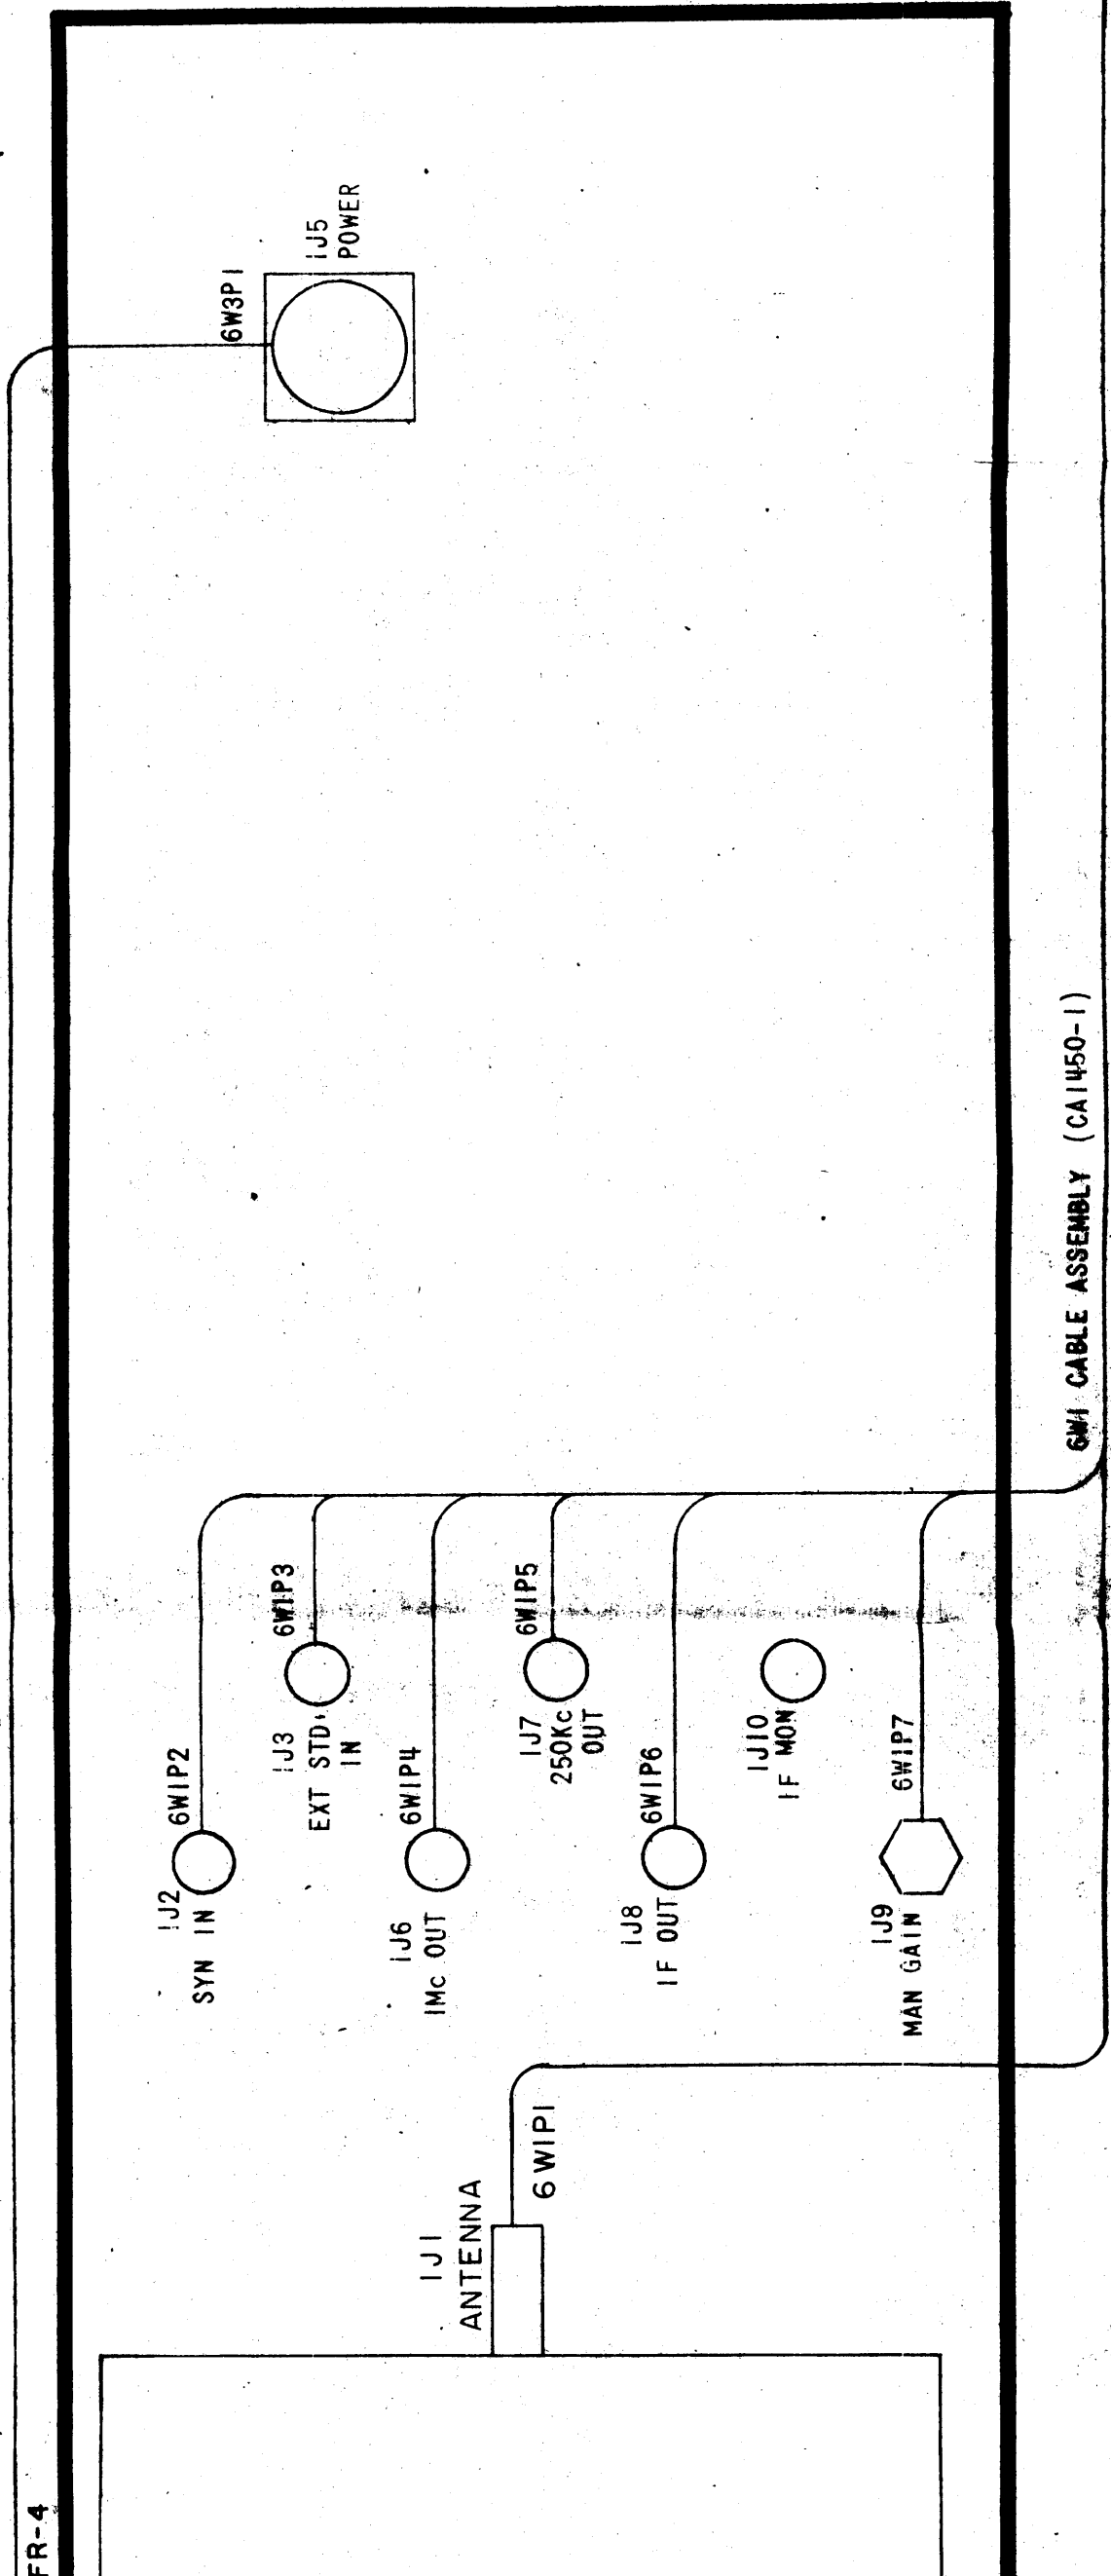 FR-4
1J1
ANTENNA
6W1P1
1J2
SYN IN
6W1P2
1J3
EXT STD.
IN
6W1P3
1J6
1Mc OUT
6W1P4
1J7
250Kc
OUT
6W1P5
1J8
IF OUT
6W1P6
1J10
IF MON
1J9
MAN GAIN
6W1P7
6W1 CABLE ASSEMBLY (CA1450-1)
6W3P1
1J5
POWER